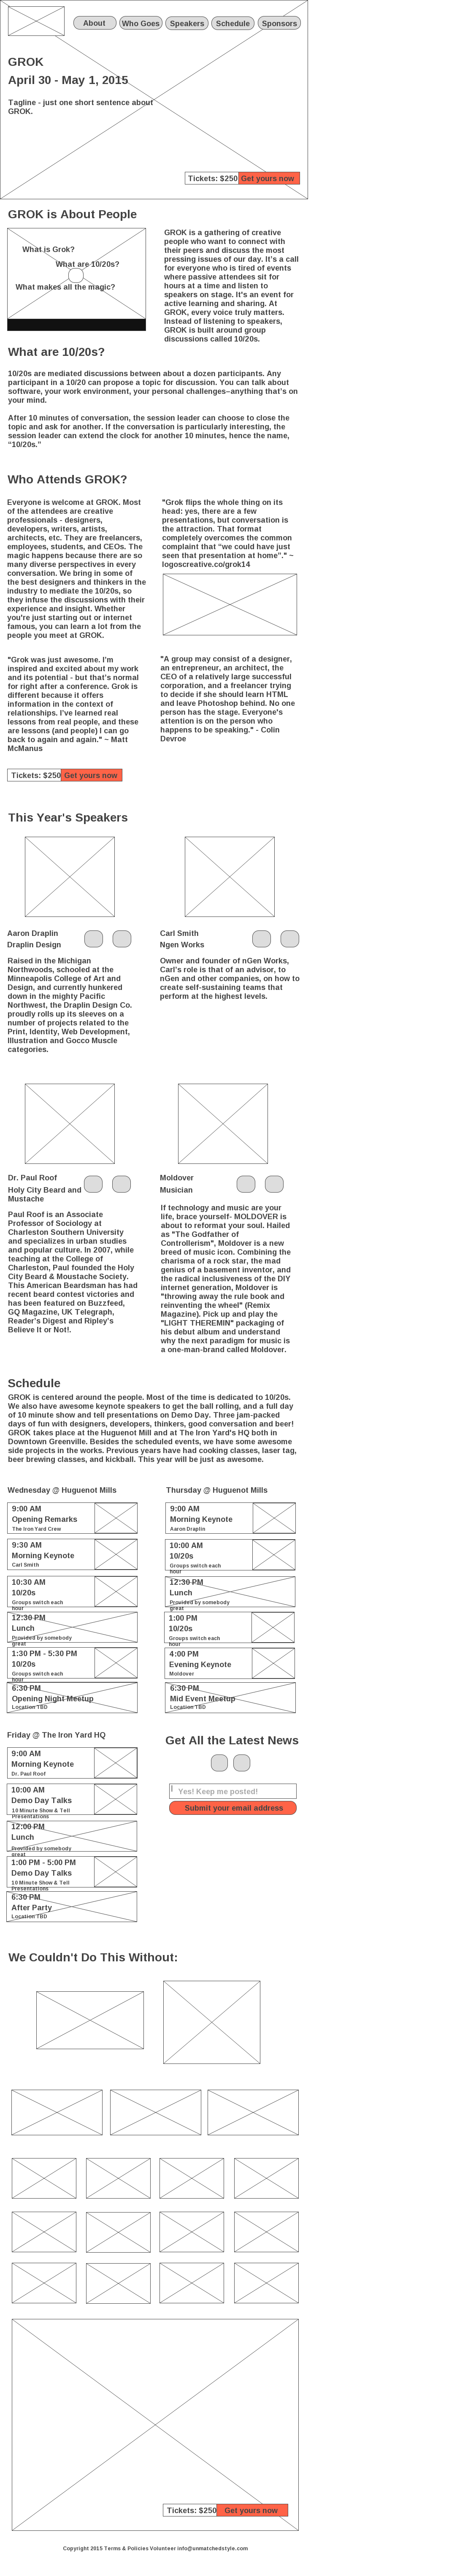 About
Who Goes
Speakers
Schedule
Sponsors
GROK
April 30 - May 1, 2015
Tagline - just one short sentence about
GROK.
Tickets: $250
Get yours now
GROK is About People
What is Grok?
What are 10/20s?
What makes all the magic?
GROK is a gathering of creative
people who want to connect with
their peers and discuss the most
pressing issues of our day. It's a call
for everyone who is tired of events
where passive attendees sit for
hours at a time and listen to
speakers on stage. It's an event for
active learning and sharing. At
GROK, every voice truly matters.
Instead of listening to speakers,
GROK is built around group
discussions called 10/20s.
What are 10/20s?
10/20s are mediated discussions between about a dozen participants. Any
participant in a 10/20 can propose a topic for discussion. You can talk about
software, your work environment, your personal challenges–anything that's on
your mind.
After 10 minutes of conversation, the session leader can choose to close the
topic and ask for another. If the conversation is particularly interesting, the
session leader can extend the clock for another 10 minutes, hence the name,
“10/20s.”
Who Attends GROK?
Everyone is welcome at GROK. Most
of the attendees are creative
professionals - designers,
developers, writers, artists,
architects, etc. They are freelancers,
employees, students, and CEOs. The
magic happens because there are so
many diverse perspectives in every
conversation. We bring in some of
the best designers and thinkers in the
industry to mediate the 10/20s, so
they infuse the discussions with their
experience and insight. Whether
you're just starting out or internet
famous, you can learn a lot from the
people you meet at GROK.
"Grok flips the whole thing on its
head: yes, there are a few
presentations, but conversation is
the attraction. That format
completely overcomes the common
complaint that “we could have just
seen that presentation at home”." ~
logoscreative.co/grok14
"Grok was just awesome. I'm
inspired and excited about my work
and its potential - but that's normal
for right after a conference. Grok is
different because it offers
information in the context of
relationships. I've learned real
lessons from real people, and these
are lessons (and people) I can go
back to again and again." ~ Matt
McManus
"A group may consist of a designer,
an entrepreneur, an architect, the
CEO of a relatively large successful
corporation, and a freelancer trying
to decide if she should learn HTML
and leave Photoshop behind. No one
person has the stage. Everyone's
attention is on the person who
happens to be speaking." - Colin
Devroe
Tickets: $250
Get yours now
This Year's Speakers
Aaron Draplin
Draplin Design
Raised in the Michigan
Northwoods, schooled at the
Minneapolis College of Art and
Design, and currently hunkered
down in the mighty Pacific
Northwest, the Draplin Design Co.
proudly rolls up its sleeves on a
number of projects related to the
Print, Identity, Web Development,
Illustration and Gocco Muscle
categories.
Carl Smith
Ngen Works
Owner and founder of nGen Works,
Carl's role is that of an advisor, to
nGen and other companies, on how to
create self-sustaining teams that
perform at the highest levels.
Dr. Paul Roof
Holy City Beard and
Mustache
Paul Roof is an Associate
Professor of Sociology at
Charleston Southern University
and specializes in urban studies
and popular culture. In 2007, while
teaching at the College of
Charleston, Paul founded the Holy
City Beard & Moustache Society.
This American Beardsman has had
recent beard contest victories and
has been featured on Buzzfeed,
GQ Magazine, UK Telegraph,
Reader's Digest and Ripley's
Believe It or Not!.
Moldover
Musician
If technology and music are your
life, brace yourself- MOLDOVER is
about to reformat your soul. Hailed
as "The Godfather of
Controllerism", Moldover is a new
breed of music icon. Combining the
charisma of a rock star, the mad
genius of a basement inventor, and
the radical inclusiveness of the DIY
internet generation, Moldover is
"throwing away the rule book and
reinventing the wheel" (Remix
Magazine). Pick up and play the
"LIGHT THEREMIN" packaging of
his debut album and understand
why the next paradigm for music is
a one-man-brand called Moldover.
Schedule
GROK is centered around the people. Most of the time is dedicated to 10/20s.
We also have awesome keynote speakers to get the ball rolling, and a full day
of 10 minute show and tell presentations on Demo Day. Three jam-packed
days of fun with designers, developers, thinkers, good conversation and beer!
GROK takes place at the Huguenot Mill and at The Iron Yard's HQ both in
Downtown Greenville. Besides the scheduled events, we have some awesome
side projects in the works. Previous years have had cooking classes, laser tag,
beer brewing classes, and kickball. This year will be just as awesome.
Wednesday @ Huguenot Mills
9:00 AM
Opening Remarks
The Iron Yard Crew
9:30 AM
Morning Keynote
Carl Smith
10:30 AM
10/20s
Groups switch each
hour
12:30 PM
Lunch
Provided by somebody
great
1:30 PM - 5:30 PM
10/20s
Groups switch each
hour
6:30 PM
Opening Night Meetup
Location TBD
Thursday @ Huguenot Mills
9:00 AM
Morning Keynote
Aaron Draplin
10:00 AM
10/20s
Groups switch each
hour
12:30 PM
Lunch
Provided by somebody
great
1:00 PM
10/20s
Groups switch each
hour
4:00 PM
Evening Keynote
Moldover
6:30 PM
Mid Event Meetup
Location TBD
Friday @ The Iron Yard HQ
9:00 AM
Morning Keynote
Dr. Paul Roof
10:00 AM
Demo Day Talks
10 Minute Show & Tell
Presentations
12:00 PM
Lunch
Provided by somebody
great
1:00 PM - 5:00 PM
Demo Day Talks
10 Minute Show & Tell
Presentations
6:30 PM
After Party
Location TBD
Get All the Latest News
Yes! Keep me posted!
Submit your email address
We Couldn't Do This Without:
Tickets: $250
Get yours now
Copyright 2015 Terms & Policies Volunteer info@unmatchedstyle.com